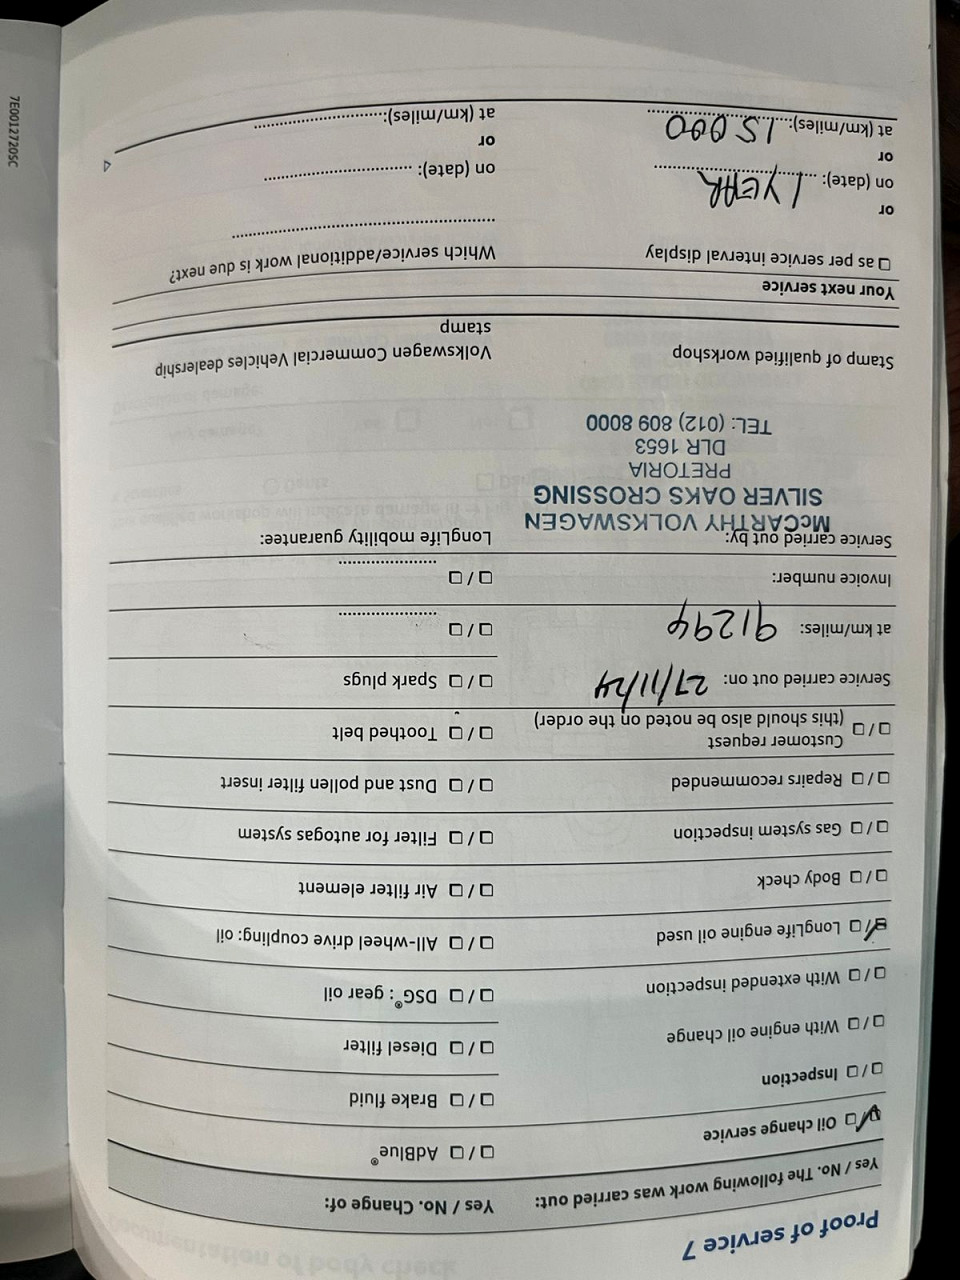 Proof of service 7
Yes / No. The following work was carried out:
☑ / ☐ Oil change service
☐ / ☐ Inspection
☐ / ☐ With engine oil change
☐ / ☐ With extended inspection
☑ / ☐ LongLife engine oil used
☐ / ☐ Body check
☐ / ☐ Gas system inspection
☐ / ☐ Repairs recommended
☐ / ☐ Customer request
(this should also be noted on the order)
Service carried out on: 27/11/24
at km/miles: 91294
Invoice number:
Service carried out by:
McCARTHY VOLKSWAGEN
SILVER OAKS CROSSING
PRETORIA
DLR 1653
TEL: (012) 809 8000
Stamp of qualified workshop
Yes / No. Change of:
☐ / ☐ AdBlue®
☐ / ☐ Brake fluid
☐ / ☐ Diesel filter
☐ / ☐ DSG®: gear oil
☐ / ☐ All-wheel drive coupling: oil
☐ / ☐ Air filter element
☐ / ☐ Filter for autogas system
☐ / ☐ Dust and pollen filter insert
☐ / ☐ Toothed belt
☐ / ☐ Spark plugs
☐ / ☐ ......................
☐ / ☐ ......................
LongLife mobility guarantee:
Volkswagen Commercial Vehicles dealership
stamp
Your next service
☐ as per service interval display
or
on (date): 1 YEAR
or
at (km/miles): 15 000
Which service/additional work is due next?
on (date): ..................................
or
at (km/miles): ..............................
7E0012720SC